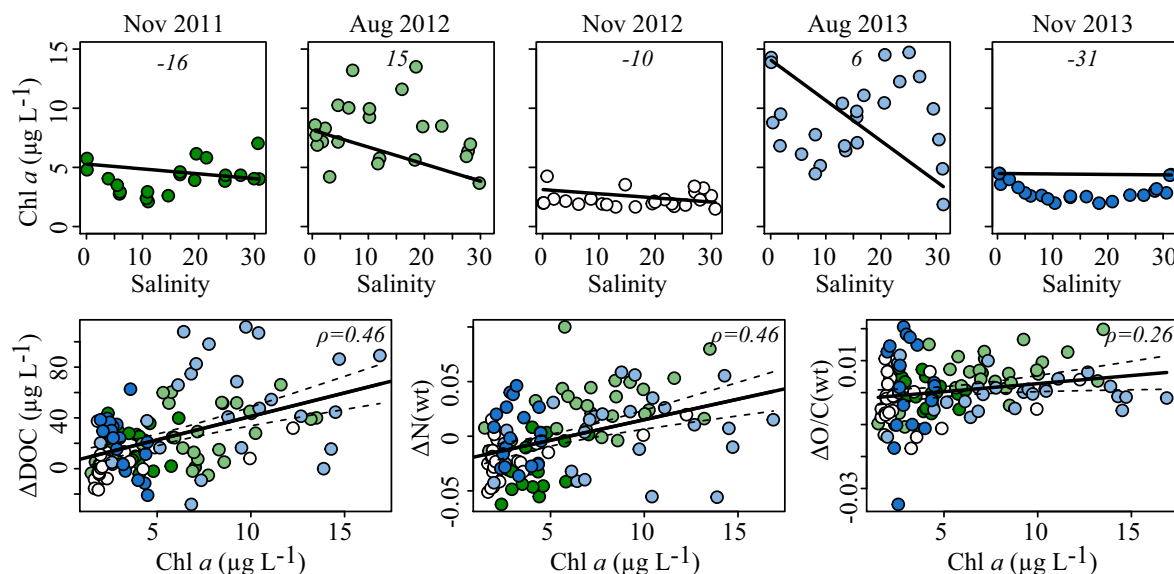 Nov 2011 Aug 2012 Nov 2012 Aug 2013 Nov 2013
-16 15 -10 6 -31
Chl a (µg L-1)
0 5 10 15
0 10 20 30 0 10 20 30 0 10 20 30 0 10 20 30 0 10 20 30
Salinity Salinity Salinity Salinity Salinity
ρ=0.46 ρ=0.46 ρ=0.26
ΔDOC (µg L-1)
0 40 80
ΔN(wt)
-0.05 0 0.05
ΔO/C(wt)
-0.03 0.01
5 10 15 5 10 15 5 10 15
Chl a (µg L-1) Chl a (µg L-1) Chl a (µg L-1)